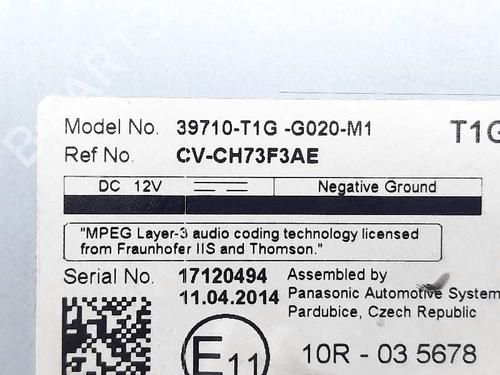 Model No. 39710-T1G -G020-M1 T1G
Ref No. CV-CH73F3AE
DC 12V Negative Ground
"MPEG Layer-3 audio coding technology licensed
from Fraunhofer IIS and Thomson."
Serial No. 17120494 Assembled by
11.04.2014 Panasonic Automotive System
Pardubice, Czech Republic
E11 10R - 03 5678